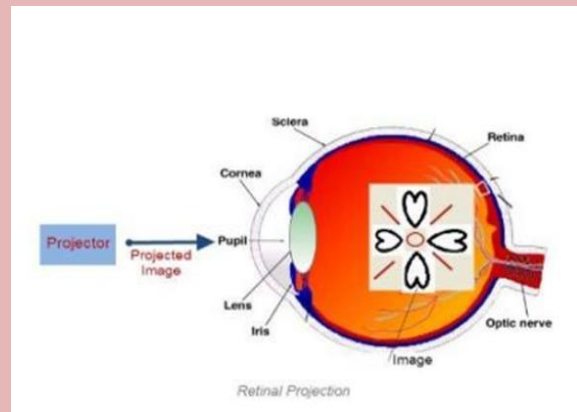 Sclera
Retina
Cornea
Projector
Projected
Image
Pupil
Lens
Iris
Optic nerve
Image
Retinal Projection